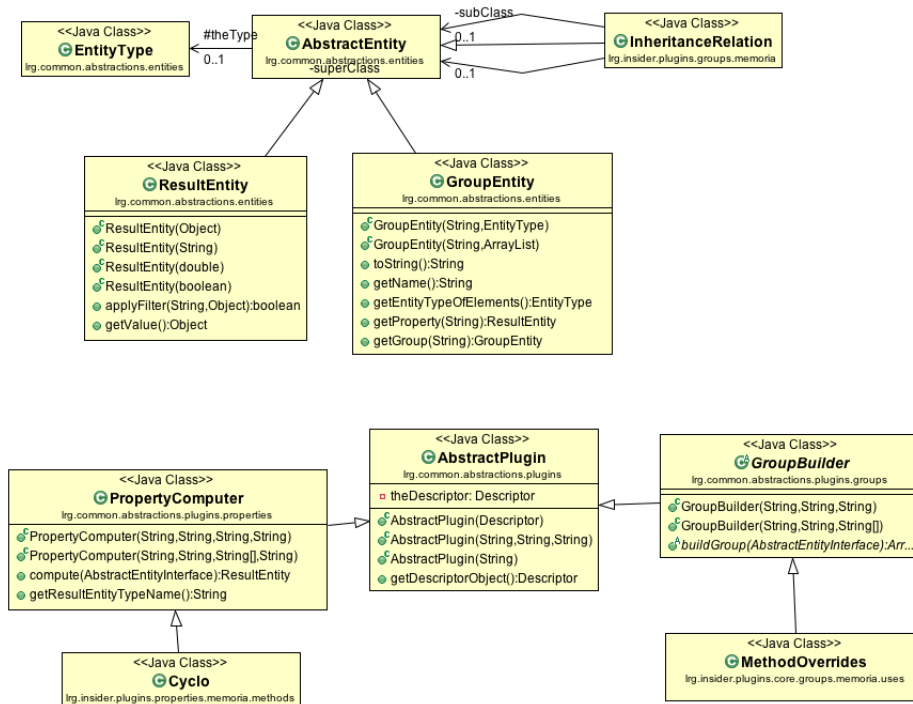 <<Java Class>>
EntityType
lrg.common.abstractions.entities
#theType
0..1
<<Java Class>>
AbstractEntity
lrg.common.abstractions.entities
-superClass
-subClass
0..1
0..1
<<Java Class>>
InheritanceRelation
lrg.insider.plugins.groups.memoria
<<Java Class>>
ResultEntity
lrg.common.abstractions.entities
ResultEntity(Object)
ResultEntity(String)
ResultEntity(double)
ResultEntity(boolean)
applyFilter(String,Object):boolean
getValue():Object
<<Java Class>>
GroupEntity
lrg.common.abstractions.entities
GroupEntity(String,EntityType)
GroupEntity(String,ArrayList)
toString():String
getName():String
getEntityTypeOfElements():EntityType
getProperty(String):ResultEntity
getGroup(String):GroupEntity
<<Java Class>>
PropertyComputer
lrg.common.abstractions.plugins.properties
PropertyComputer(String,String,String,String)
PropertyComputer(String,String,String[],String)
compute(AbstractEntityInterface):ResultEntity
getResultEntityTypeName():String
<<Java Class>>
AbstractPlugin
lrg.common.abstractions.plugins
theDescriptor: Descriptor
AbstractPlugin(Descriptor)
AbstractPlugin(String,String,String)
AbstractPlugin(String)
getDescriptorObject():Descriptor
<<Java Class>>
GroupBuilder
lrg.common.abstractions.plugins.groups
GroupBuilder(String,String,String)
GroupBuilder(String,String,String[])
buildGroup(AbstractEntityInterface):Arr...
<<Java Class>>
Cyclo
lrg.insider.plugins.properties.memoria.methods
<<Java Class>>
MethodOverrides
lrg.insider.plugins.core.groups.memoria.uses